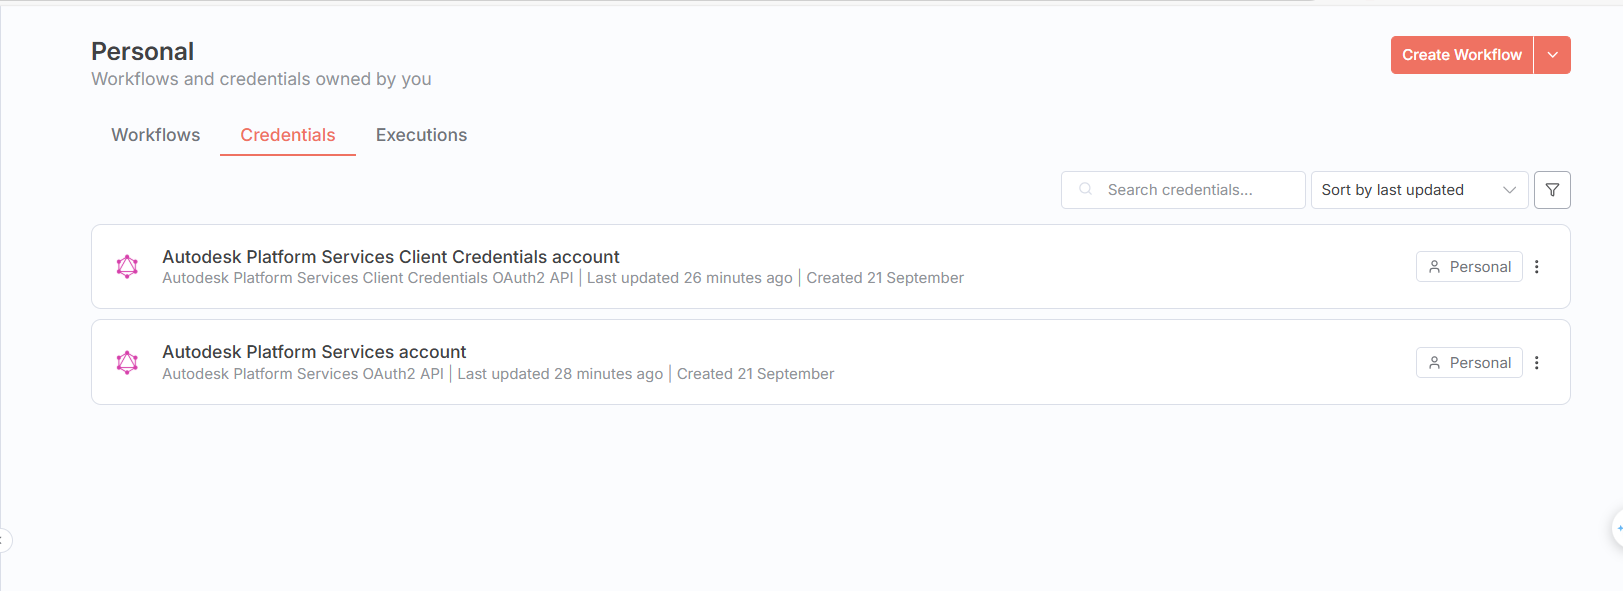 Personal
Workflows and credentials owned by you
Create Workflow
Workflows Credentials Executions
Search credentials... Sort by last updated
Autodesk Platform Services Client Credentials account
Autodesk Platform Services Client Credentials OAuth2 API | Last updated 26 minutes ago | Created 21 September
Personal
Autodesk Platform Services account
Autodesk Platform Services OAuth2 API | Last updated 28 minutes ago | Created 21 September
Personal